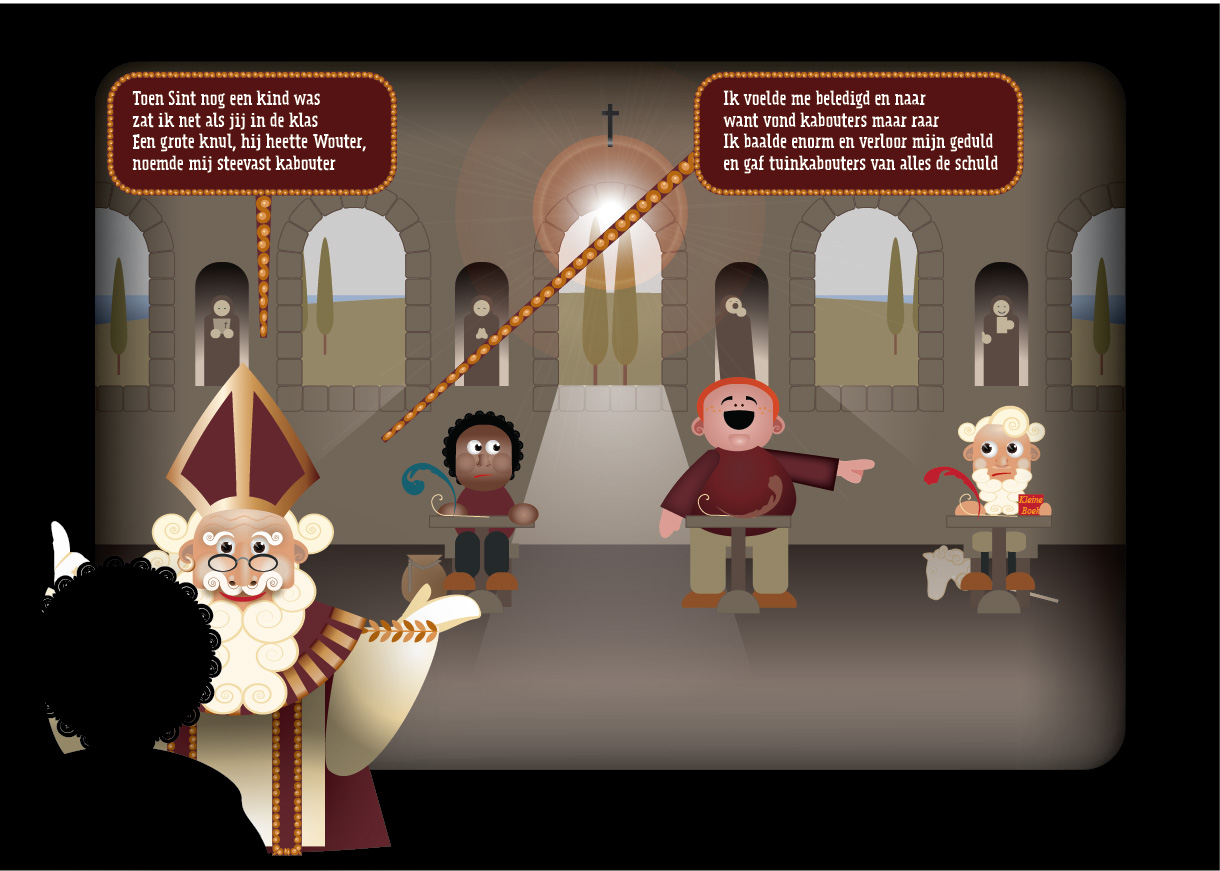 Toen Sint nog een kind was
zat ik net als jij in de klas
Een grote knul, hij heette Wouter,
noemde mij steevast kabouter
Ik voelde me beledigd en naar
want vond kabouters maar raar
Ik baalde enorm en verloor mijn geduld
en gaf tuinkabouters van alles de schuld
Kleine
Boek